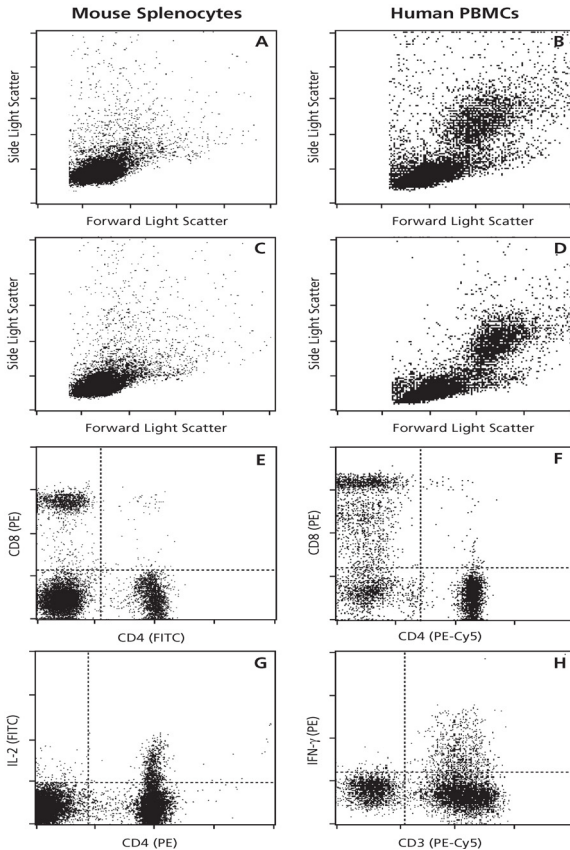 Mouse Splenocytes
Human PBMCs
A
Side Light Scatter
Forward Light Scatter
B
Side Light Scatter
Forward Light Scatter
C
Side Light Scatter
Forward Light Scatter
D
Side Light Scatter
Forward Light Scatter
E
CD8 (PE)
CD4 (FITC)
F
CD8 (PE)
CD4 (PE-Cy5)
G
IL-2 (FITC)
CD4 (PE)
H
IFN-γ (PE)
CD3 (PE-Cy5)